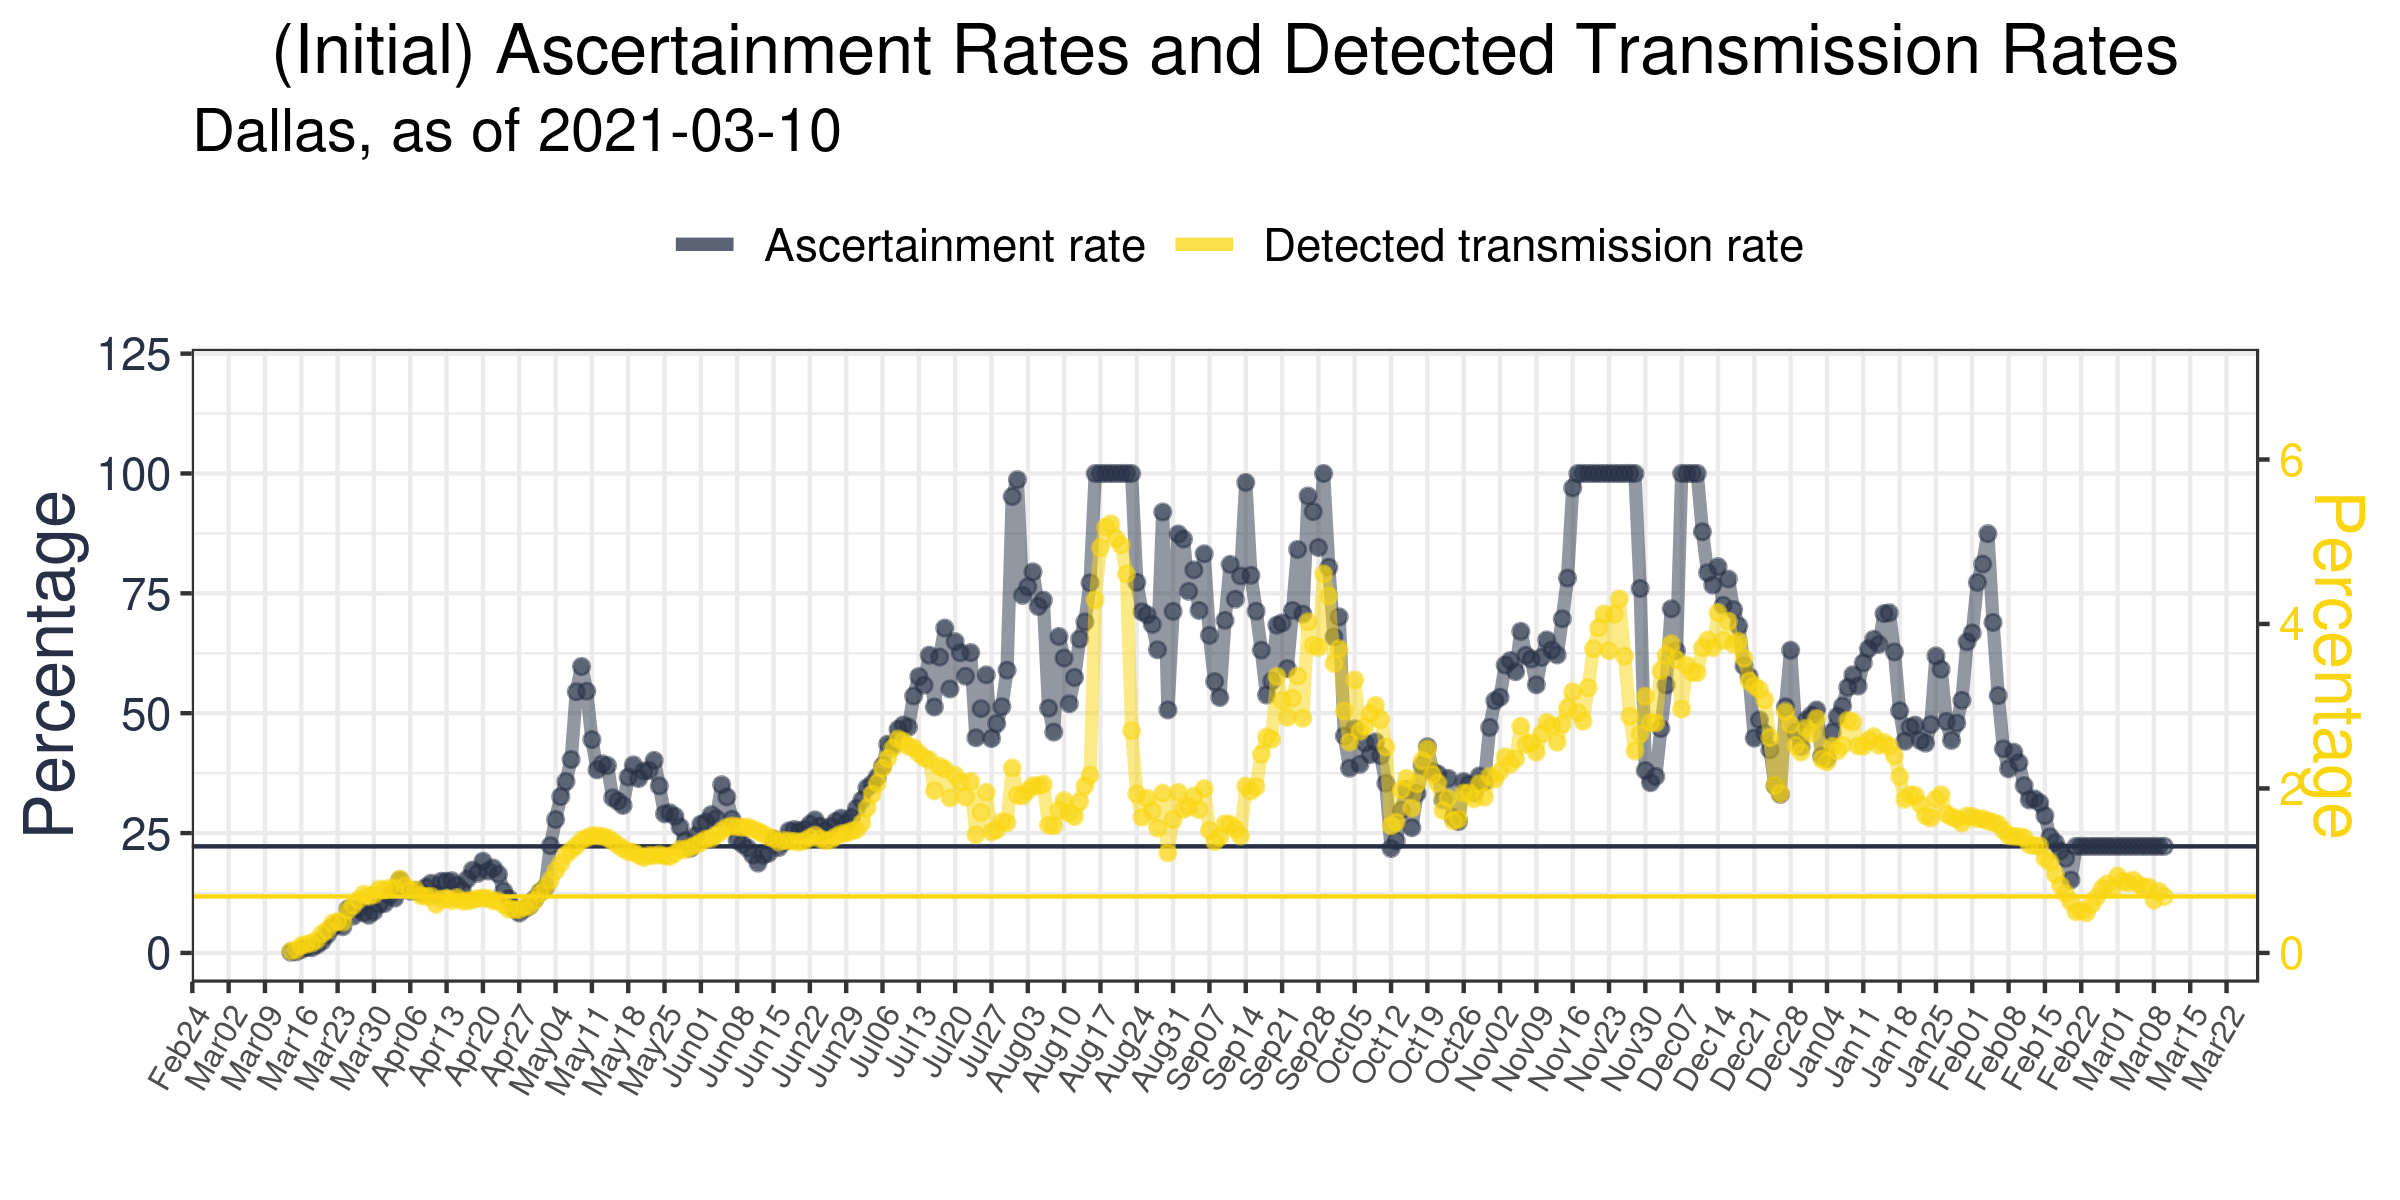 (Initial) Ascertainment Rates and Detected Transmission Rates
Dallas, as of 2021-03-10
Ascertainment rate Detected transmission rate
Percentage
125
100
75
50
25
0
6
4
2
0
Percentage
Feb24 Mar02 Mar09 Mar16 Mar23 Mar30 Apr06 Apr13 Apr20 Apr27 May04 May11 May18 May25 Jun01 Jun08 Jun15 Jun22 Jun29 Jul06 Jul13 Jul20 Jul27 Aug03 Aug10 Aug17 Aug24 Aug31 Sep07 Sep14 Sep21 Sep28 Oct05 Oct12 Oct19 Oct26 Nov02 Nov09 Nov16 Nov23 Nov30 Dec07 Dec14 Dec21 Dec28 Jan04 Jan11 Jan18 Jan25 Feb01 Feb08 Feb15 Feb22 Mar01 Mar08 Mar15 Mar22